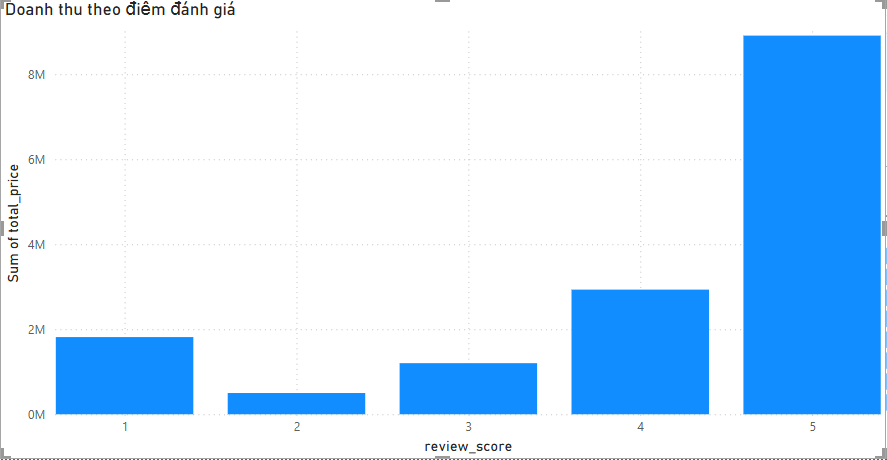 Doanh thu theo điểm đánh giá
8M
6M
4M
2M
0M
Sum of total_price
1 2 3 4 5
review_score